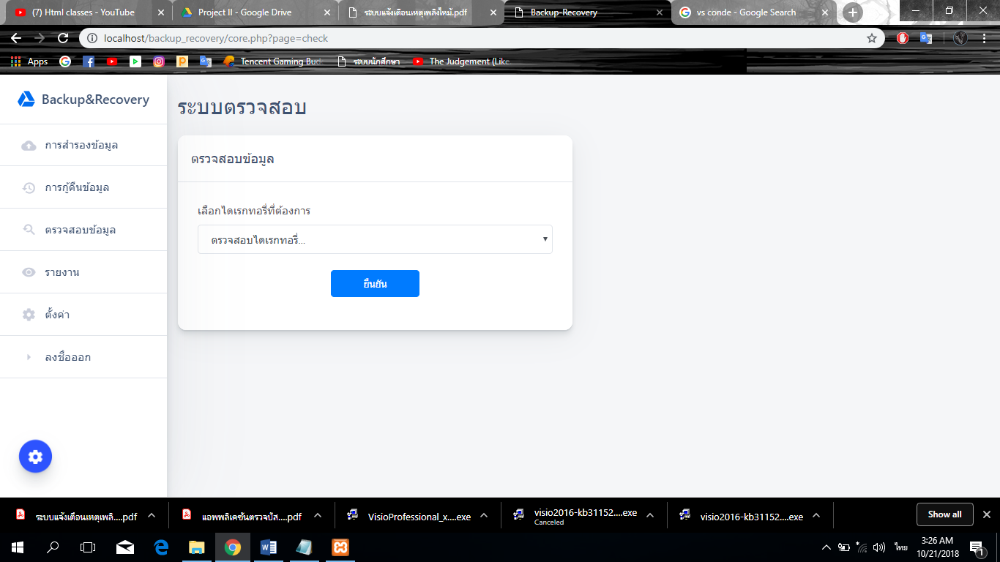 (7) Html classes - YouTube
Project II - Google Drive
ระบบแจ้งเตือนเหตุเพลิงไหม้.pdf
Backup-Recovery
vs conde - Google Search
localhost/backup_recovery/core.php?page=check
Apps
Tencent Gaming Bud
ระบบนักศึกษา
The Judgement (Like
Backup&Recovery
การสำรองข้อมูล
การกู้คืนข้อมูล
ตรวจสอบข้อมูล
รายงาน
ตั้งค่า
ลงชื่อออก
ระบบตรวจสอบ
ตรวจสอบข้อมูล
เลือกไดเรกทอรี่ที่ต้องการ
ตรวจสอบไดเรกทอรี่...
ยืนยัน
ระบบแจ้งเตือนเหตุเพลิ....pdf
แอพพลิเคชันตรวจบัส....pdf
VisioProfessional_x....exe
visio2016-kb31152....exe
Canceled
visio2016-kb31152....exe
Show all
ไทย
3:26 AM
10/21/2018
1